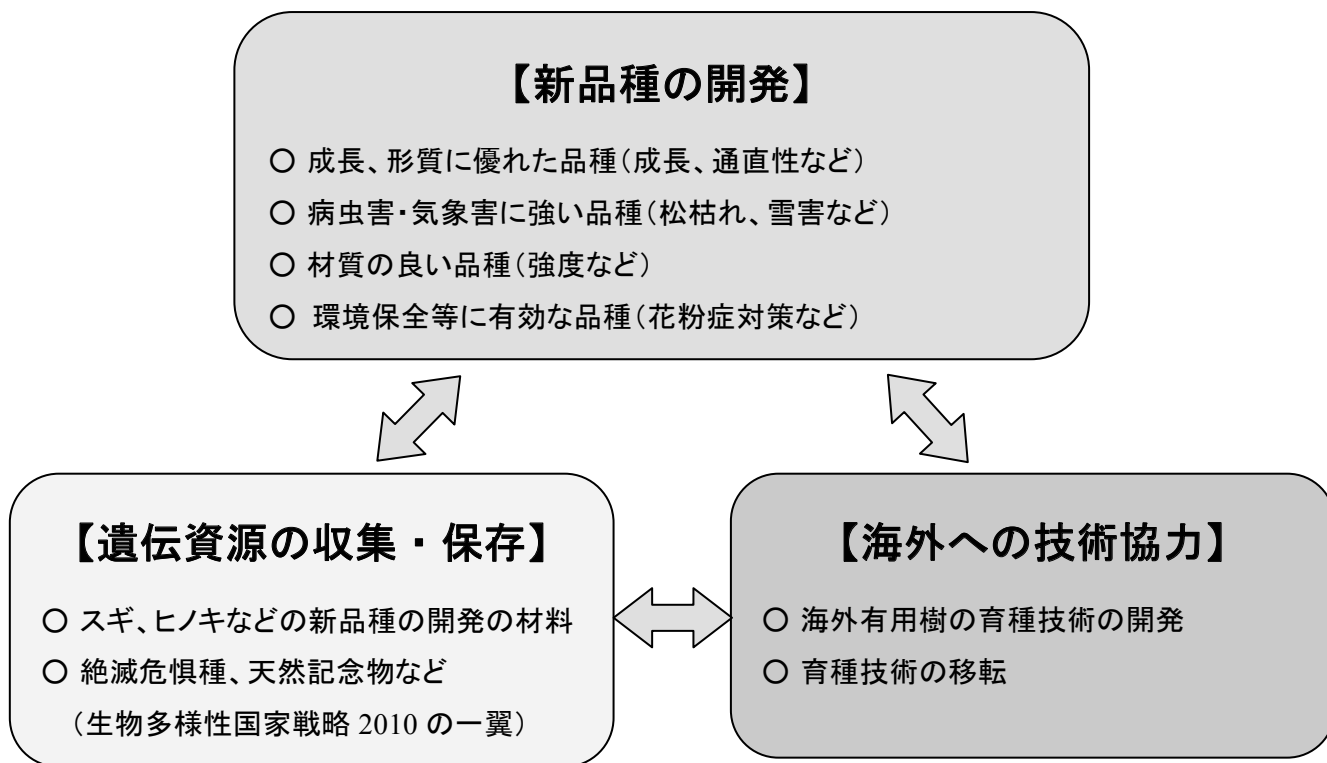 【新品種の開発】
○ 成長、形質に優れた品種(成長、通直性など)
○ 病虫害・気象害に強い品種(松枯れ、雪害など)
○ 材質の良い品種(強度など)
○ 環境保全等に有効な品種(花粉症対策など)
【遺伝資源の収集・保存】
○ スギ、ヒノキなどの新品種の開発の材料
○ 絶滅危惧種、天然記念物など
(生物多様性国家戦略 2010 の一翼)
【海外への技術協力】
○ 海外有用樹の育種技術の開発
○ 育種技術の移転